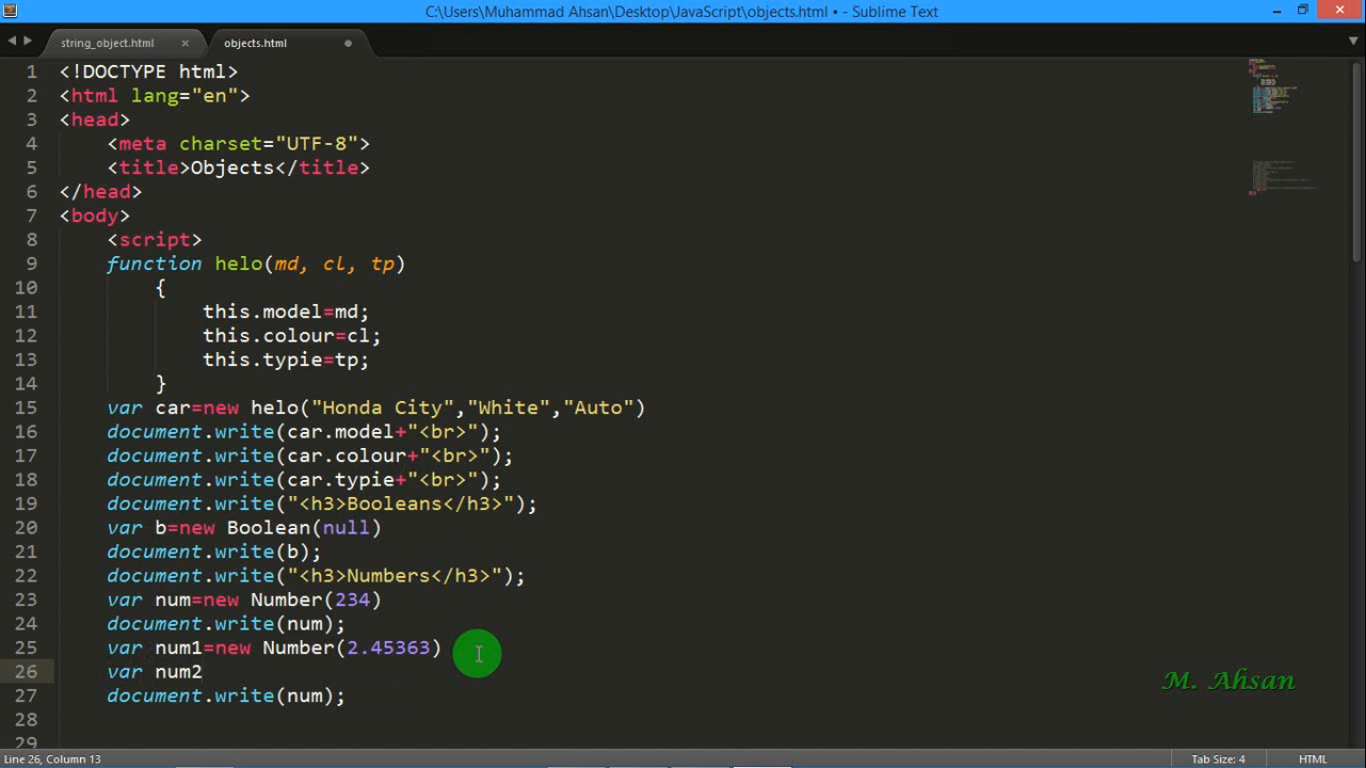 C:\Users\Muhammad Ahsan\Desktop\JavaScript\objects.html • - Sublime Text
string_object.html × objects.html •
1 <!DOCTYPE html>
2 <html lang="en">
3 <head>
4 <meta charset="UTF-8">
5 <title>Objects</title>
6 </head>
7 <body>
8 <script>
9 function helo(md, cl, tp)
10 {
11 this.model=md;
12 this.colour=cl;
13 this.typie=tp;
14 }
15 var car=new helo("Honda City","White","Auto")
16 document.write(car.model+"<br>");
17 document.write(car.colour+"<br>");
18 document.write(car.typie+"<br>");
19 document.write("<h3>Booleans</h3>");
20 var b=new Boolean(null)
21 document.write(b);
22 document.write("<h3>Numbers</h3>");
23 var num=new Number(234)
24 document.write(num);
25 var num1=new Number(2.45363)
26 var num2
27 document.write(num);
28
29
M. Ahsan
Line 26, Column 13 Tab Size: 4 HTML